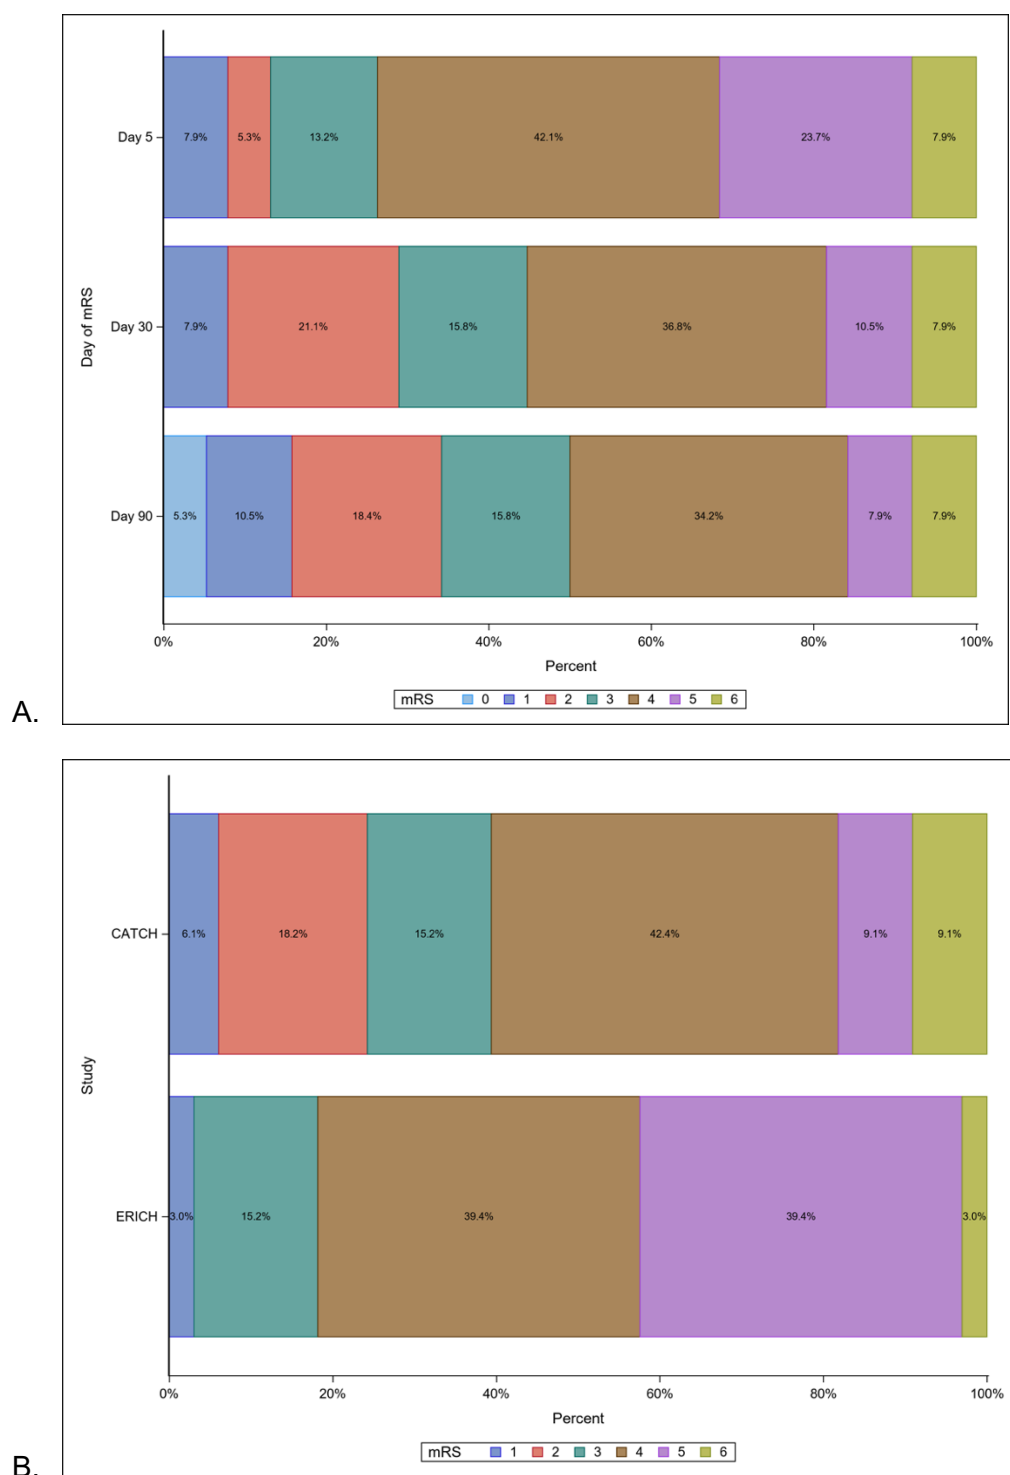 Day of mRS
Day 5
7.9% 5.3% 13.2% 42.1% 23.7% 7.9%
Day 30
7.9% 21.1% 15.8% 36.8% 10.5% 7.9%
Day 90
5.3% 10.5% 18.4% 15.8% 34.2% 7.9% 7.9%
0% 20% 40% 60% 80% 100%
Percent
mRS 0 1 2 3 4 5 6
A.
Study
CATCH
6.1% 18.2% 15.2% 42.4% 9.1% 9.1%
ERICH
3.0% 15.2% 39.4% 39.4% 3.0%
0% 20% 40% 60% 80% 100%
Percent
mRS 1 2 3 4 5 6
B.